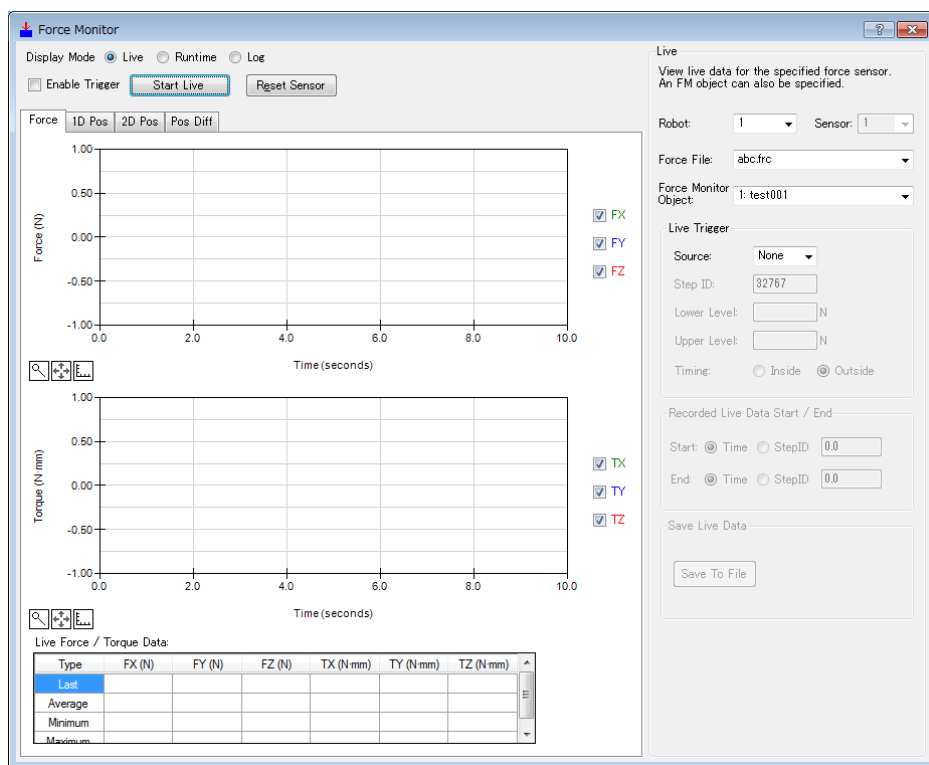 Force Monitor
Display Mode Live Runtime Log
Enable Trigger Start Live Reset Sensor
Force 1D Pos 2D Pos Pos Diff
1.00
0.50
0.00
-0.50
-1.00
Force (N)
0.0 2.0 4.0 6.0 8.0 10.0
Time (seconds)
FX
FY
FZ
1.00
0.50
0.00
-0.50
-1.00
Torque (N·mm)
0.0 2.0 4.0 6.0 8.0 10.0
Time (seconds)
TX
TY
TZ
Live Force / Torque Data:
Type FX (N) FY (N) FZ (N) TX (N·mm) TY (N·mm) TZ (N·mm)
Last
Average
Minimum
Maximum
Live
View live data for the specified force sensor.
An FM object can also be specified.
Robot: 1 Sensor: 1
Force File: abc.frc
Force Monitor
Object: 1: test001
Live Trigger
Source: None
Step ID: 32767
Lower Level: N
Upper Level: N
Timing: Inside Outside
Recorded Live Data Start / End
Start: Time StepID 0.0
End: Time StepID 0.0
Save Live Data
Save To File